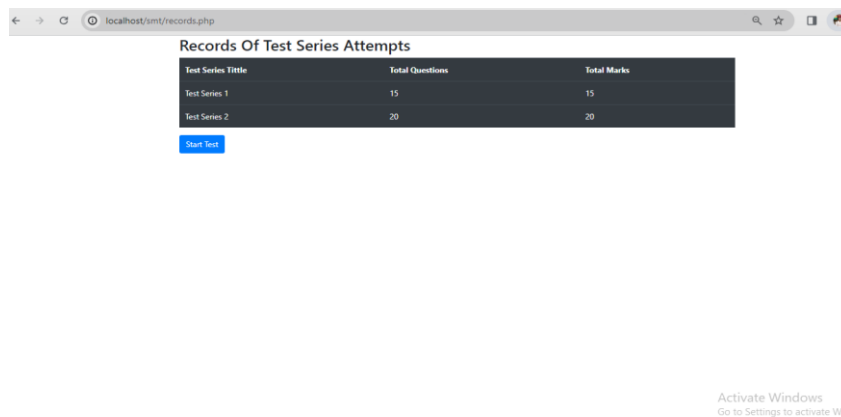 localhost/smt/records.php
Records Of Test Series Attempts
Test Series Tittle Total Questions Total Marks
Test Series 1 15 15
Test Series 2 20 20
Start Test
Activate Windows
Go to Settings to activate W